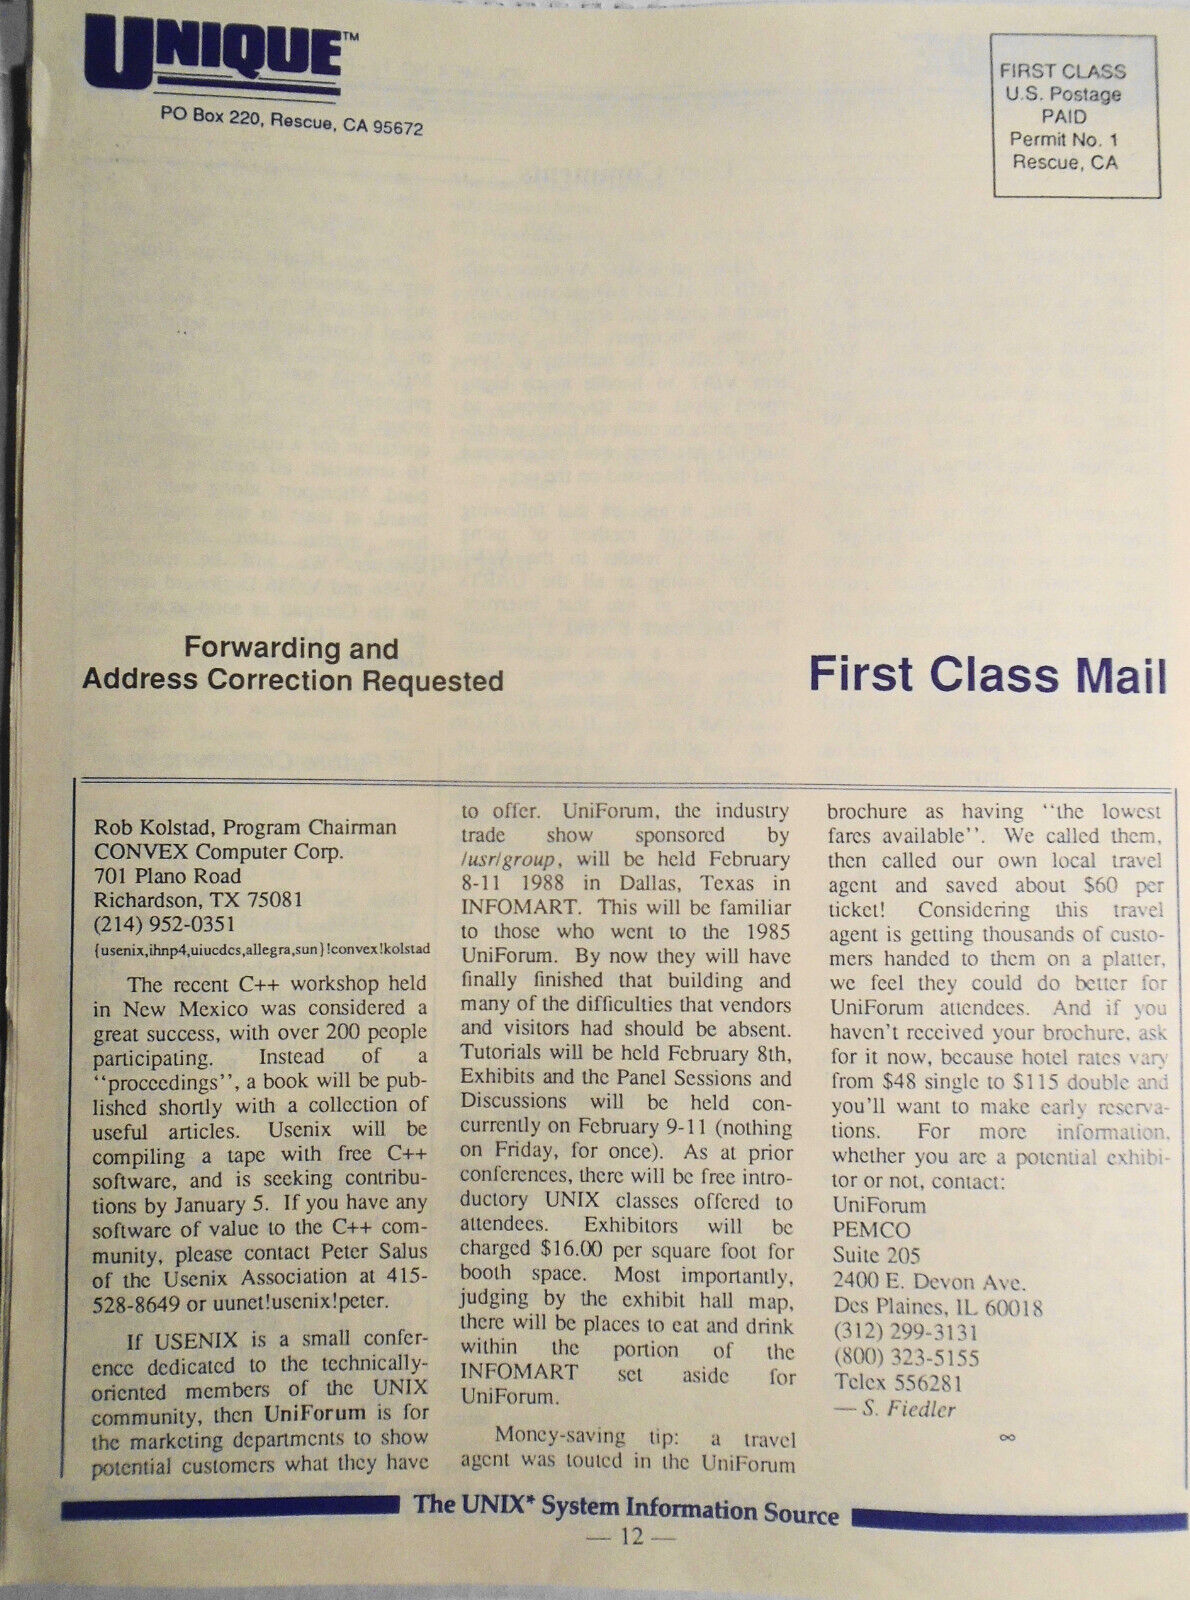 UNIQUE™
PO Box 220, Rescue, CA 95672
FIRST CLASS
U.S. Postage
PAID
Permit No. 1
Rescue, CA
Forwarding and
Address Correction Requested
First Class Mail
Rob Kolstad, Program Chairman
CONVEX Computer Corp.
701 Plano Road
Richardson, TX 75081
(214) 952-0351
{usenix,ihnp4,uiucdcs,allegra,sun}!convex!kolstad
The recent C++ workshop held
in New Mexico was considered a
great success, with over 200 people
participating. Instead of a
‘‘proceedings’’, a book will be pub-
lished shortly with a collection of
useful articles. Usenix will be
compiling a tape with free C++
software, and is seeking contribu-
tions by January 5. If you have any
software of value to the C++ com-
munity, please contact Peter Salus
of the Usenix Association at 415-
528-8649 or uunet!usenix!peter.
If USENIX is a small confer-
ence dedicated to the technically-
oriented members of the UNIX
community, then UniForum is for
the marketing departments to show
potential customers what they have
to offer. UniForum, the industry
trade show sponsored by
/usr/group, will be held February
8-11 1988 in Dallas, Texas in
INFOMART. This will be familiar
to those who went to the 1985
UniForum. By now they will have
finally finished that building and
many of the difficulties that vendors
and visitors had should be absent.
Tutorials will be held February 8th,
Exhibits and the Panel Sessions and
Discussions will be held con-
currently on February 9-11 (nothing
on Friday, for once). As at prior
conferences, there will be free intro-
ductory UNIX classes offered to
attendees. Exhibitors will be
charged $16.00 per square foot for
booth space. Most importantly,
judging by the exhibit hall map,
there will be places to eat and drink
within the portion of the
INFOMART set aside for
UniForum.
Money-saving tip: a travel
agent was touted in the UniForum
brochure as having ‘‘the lowest
fares available’’. We called them,
then called our own local travel
agent and saved about $60 per
ticket! Considering this travel
agent is getting thousands of custo-
mers handed to them on a platter,
we feel they could do better for
UniForum attendees. And if you
haven't received your brochure, ask
for it now, because hotel rates vary
from $48 single to $115 double and
you'll want to make early reserva-
tions. For more information,
whether you are a potential exhibi-
tor or not, contact:
UniForum
PEMCO
Suite 205
2400 E. Devon Ave.
Des Plaines, IL 60018
(312) 299-3131
(800) 323-5155
Telex 556281
— S. Fiedler
∞
The UNIX* System Information Source
— 12 —